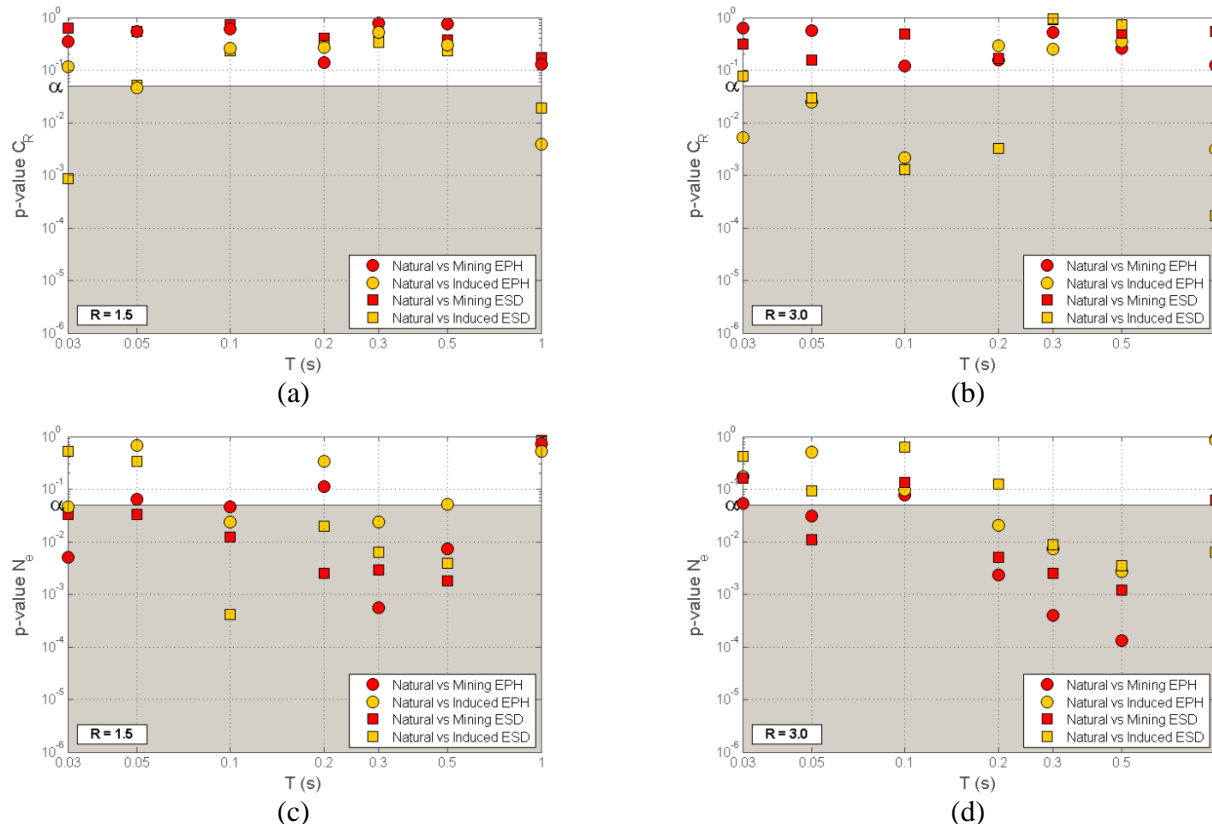 10^0
10^-1
α
10^-2
10^-3
10^-4
10^-5
10^-6
p-value C_R
Natural vs Mining EPH
Natural vs Induced EPH
Natural vs Mining ESD
Natural vs Induced ESD
R = 1.5
0.03 0.05 0.1 0.2 0.3 0.5 1
T (s)
(a)
10^0
10^-1
α
10^-2
10^-3
10^-4
10^-5
10^-6
p-value C_R
Natural vs Mining EPH
Natural vs Induced EPH
Natural vs Mining ESD
Natural vs Induced ESD
R = 3.0
0.03 0.05 0.1 0.2 0.3 0.5
T (s)
(b)
10^0
10^-1
α
10^-2
10^-3
10^-4
10^-5
10^-6
p-value N_e
Natural vs Mining EPH
Natural vs Induced EPH
Natural vs Mining ESD
Natural vs Induced ESD
R = 1.5
0.03 0.05 0.1 0.2 0.3 0.5 1
T (s)
(c)
10^0
10^-1
α
10^-2
10^-3
10^-4
10^-5
10^-6
p-value N_e
Natural vs Mining EPH
Natural vs Induced EPH
Natural vs Mining ESD
Natural vs Induced ESD
R = 3.0
0.03 0.05 0.1 0.2 0.3 0.5
T (s)
(d)